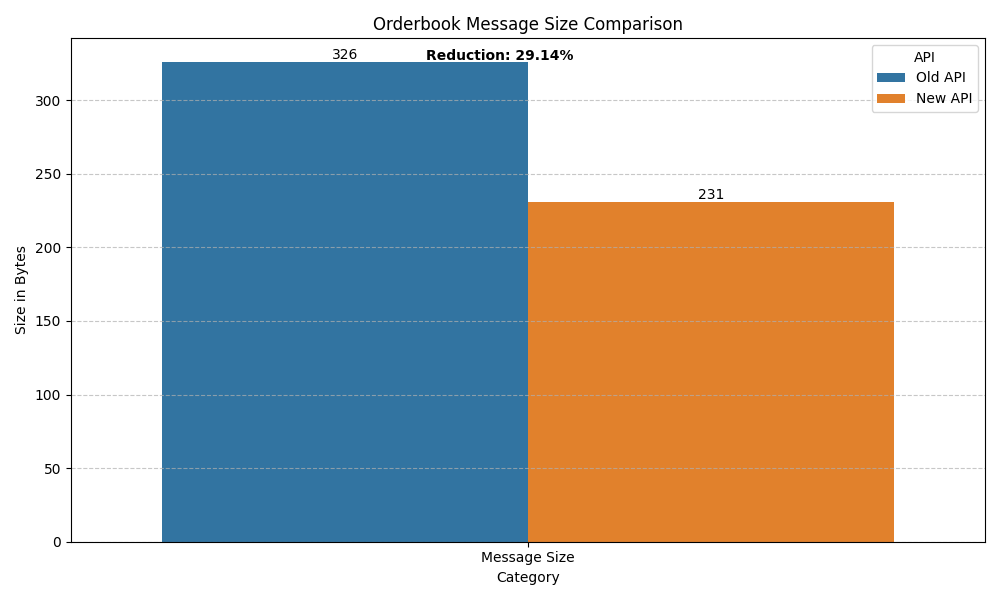 Orderbook Message Size Comparison
326
Reduction: 29.14%
API
Old API
New API
231
300
250
200
150
100
50
0
Size in Bytes
Message Size
Category